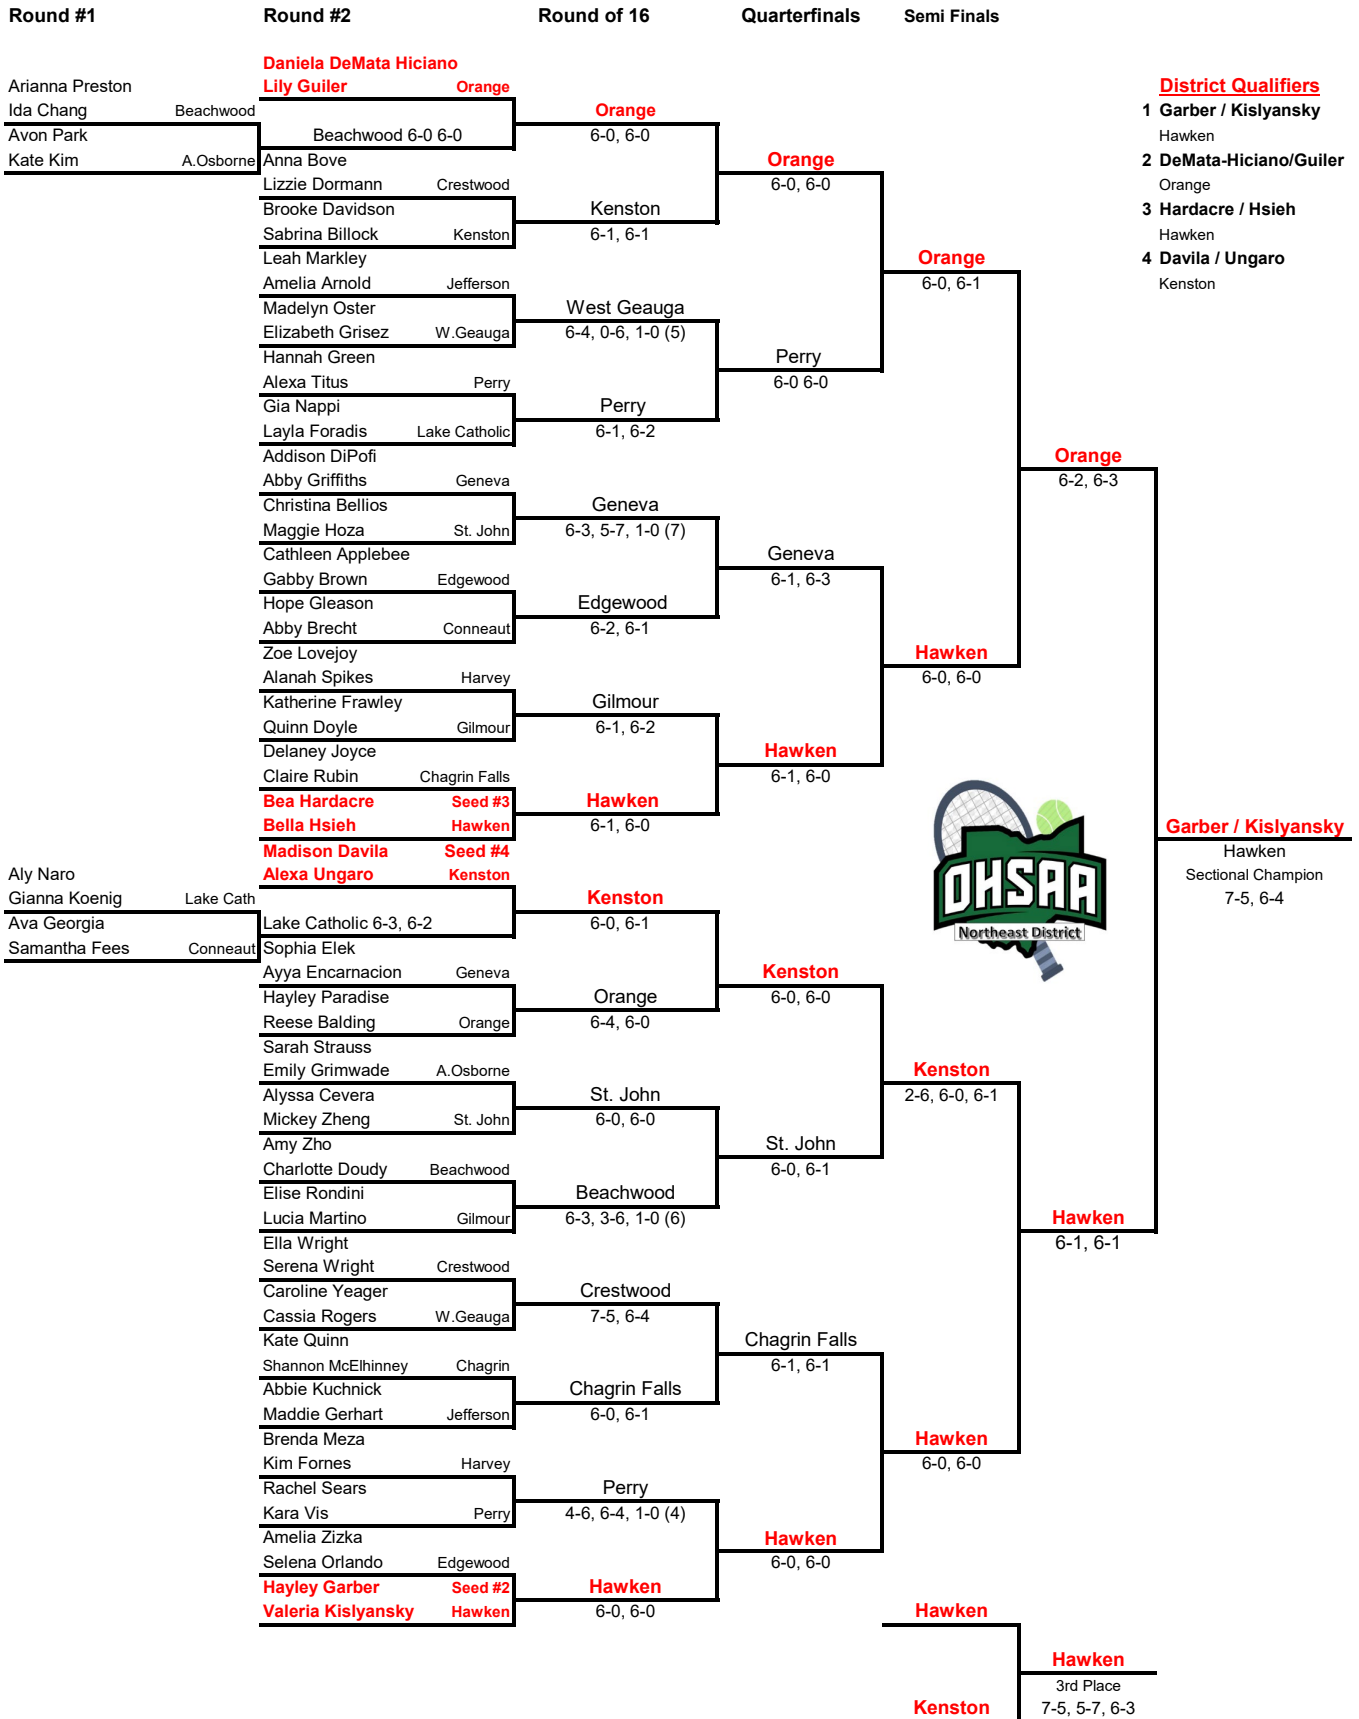 Round #1 Round #2 Round of 16 Quarterfinals Semi Finals
Daniela DeMata Hiciano
Arianna Preston Lily Guiler Orange District Qualifiers
Ida Chang Beachwood Orange 1 Garber / Kislyansky
Avon Park Beachwood 6-0 6-0 6-0, 6-0 Hawken
Kate Kim A.Osborne Anna Bove Orange 2 DeMata-Hiciano/Guiler
Lizzie Dormann Crestwood 6-0, 6-0 Orange
Brooke Davidson Kenston 3 Hardacre / Hsieh
Sabrina Billock Kenston 6-1, 6-1 Hawken
Leah Markley Orange 4 Davila / Ungaro
Amelia Arnold Jefferson 6-0, 6-1 Kenston
Madelyn Oster West Geauga
Elizabeth Grisez W.Geauga 6-4, 0-6, 1-0 (5)
Hannah Green Perry
Alexa Titus Perry 6-0 6-0
Gia Nappi Perry
Layla Foradis Lake Catholic 6-1, 6-2
Addison DiPofi Orange
Abby Griffiths Geneva 6-2, 6-3
Christina Bellios Geneva
Maggie Hoza St. John 6-3, 5-7, 1-0 (7)
Cathleen Applebee Geneva
Gabby Brown Edgewood 6-1, 6-3
Hope Gleason Edgewood
Abby Brecht Conneaut 6-2, 6-1
Zoe Lovejoy Hawken
Alanah Spikes Harvey 6-0, 6-0
Katherine Frawley Gilmour
Quinn Doyle Gilmour 6-1, 6-2
Delaney Joyce Hawken
Claire Rubin Chagrin Falls 6-1, 6-0
Bea Hardacre Seed #3 Hawken
Bella Hsieh Hawken 6-1, 6-0 Garber / Kislyansky
Madison Davila Seed #4 Hawken
Aly Naro Alexa Ungaro Kenston OHSAA Sectional Champion
Gianna Koenig Lake Cath Kenston 7-5, 6-4
Ava Georgia Lake Catholic 6-3, 6-2 6-0, 6-1 Northeast District
Samantha Fees Conneaut Sophia Elek
Ayya Encarnacion Geneva Kenston
Hayley Paradise Orange 6-0, 6-0
Reese Balding Orange 6-4, 6-0
Sarah Strauss
Emily Grimwade A.Osborne Kenston
Alyssa Cevera St. John 2-6, 6-0, 6-1
Mickey Zheng St. John 6-0, 6-0
Amy Zho St. John
Charlotte Doudy Beachwood 6-0, 6-1
Elise Rondini Beachwood
Lucia Martino Gilmour 6-3, 3-6, 1-0 (6) Hawken
Ella Wright 6-1, 6-1
Serena Wright Crestwood
Caroline Yeager Crestwood
Cassia Rogers W.Geauga 7-5, 6-4
Kate Quinn Chagrin Falls
Shannon McElhinney Chagrin 6-1, 6-1
Abbie Kuchnick Chagrin Falls
Maddie Gerhart Jefferson 6-0, 6-1
Brenda Meza Hawken
Kim Fornes Harvey 6-0, 6-0
Rachel Sears Perry
Kara Vis Perry 4-6, 6-4, 1-0 (4)
Amelia Zizka Hawken
Selena Orlando Edgewood 6-0, 6-0
Hayley Garber Seed #2 Hawken
Valeria Kislyansky Hawken 6-0, 6-0 Hawken
Hawken
3rd Place
Kenston 7-5, 5-7, 6-3